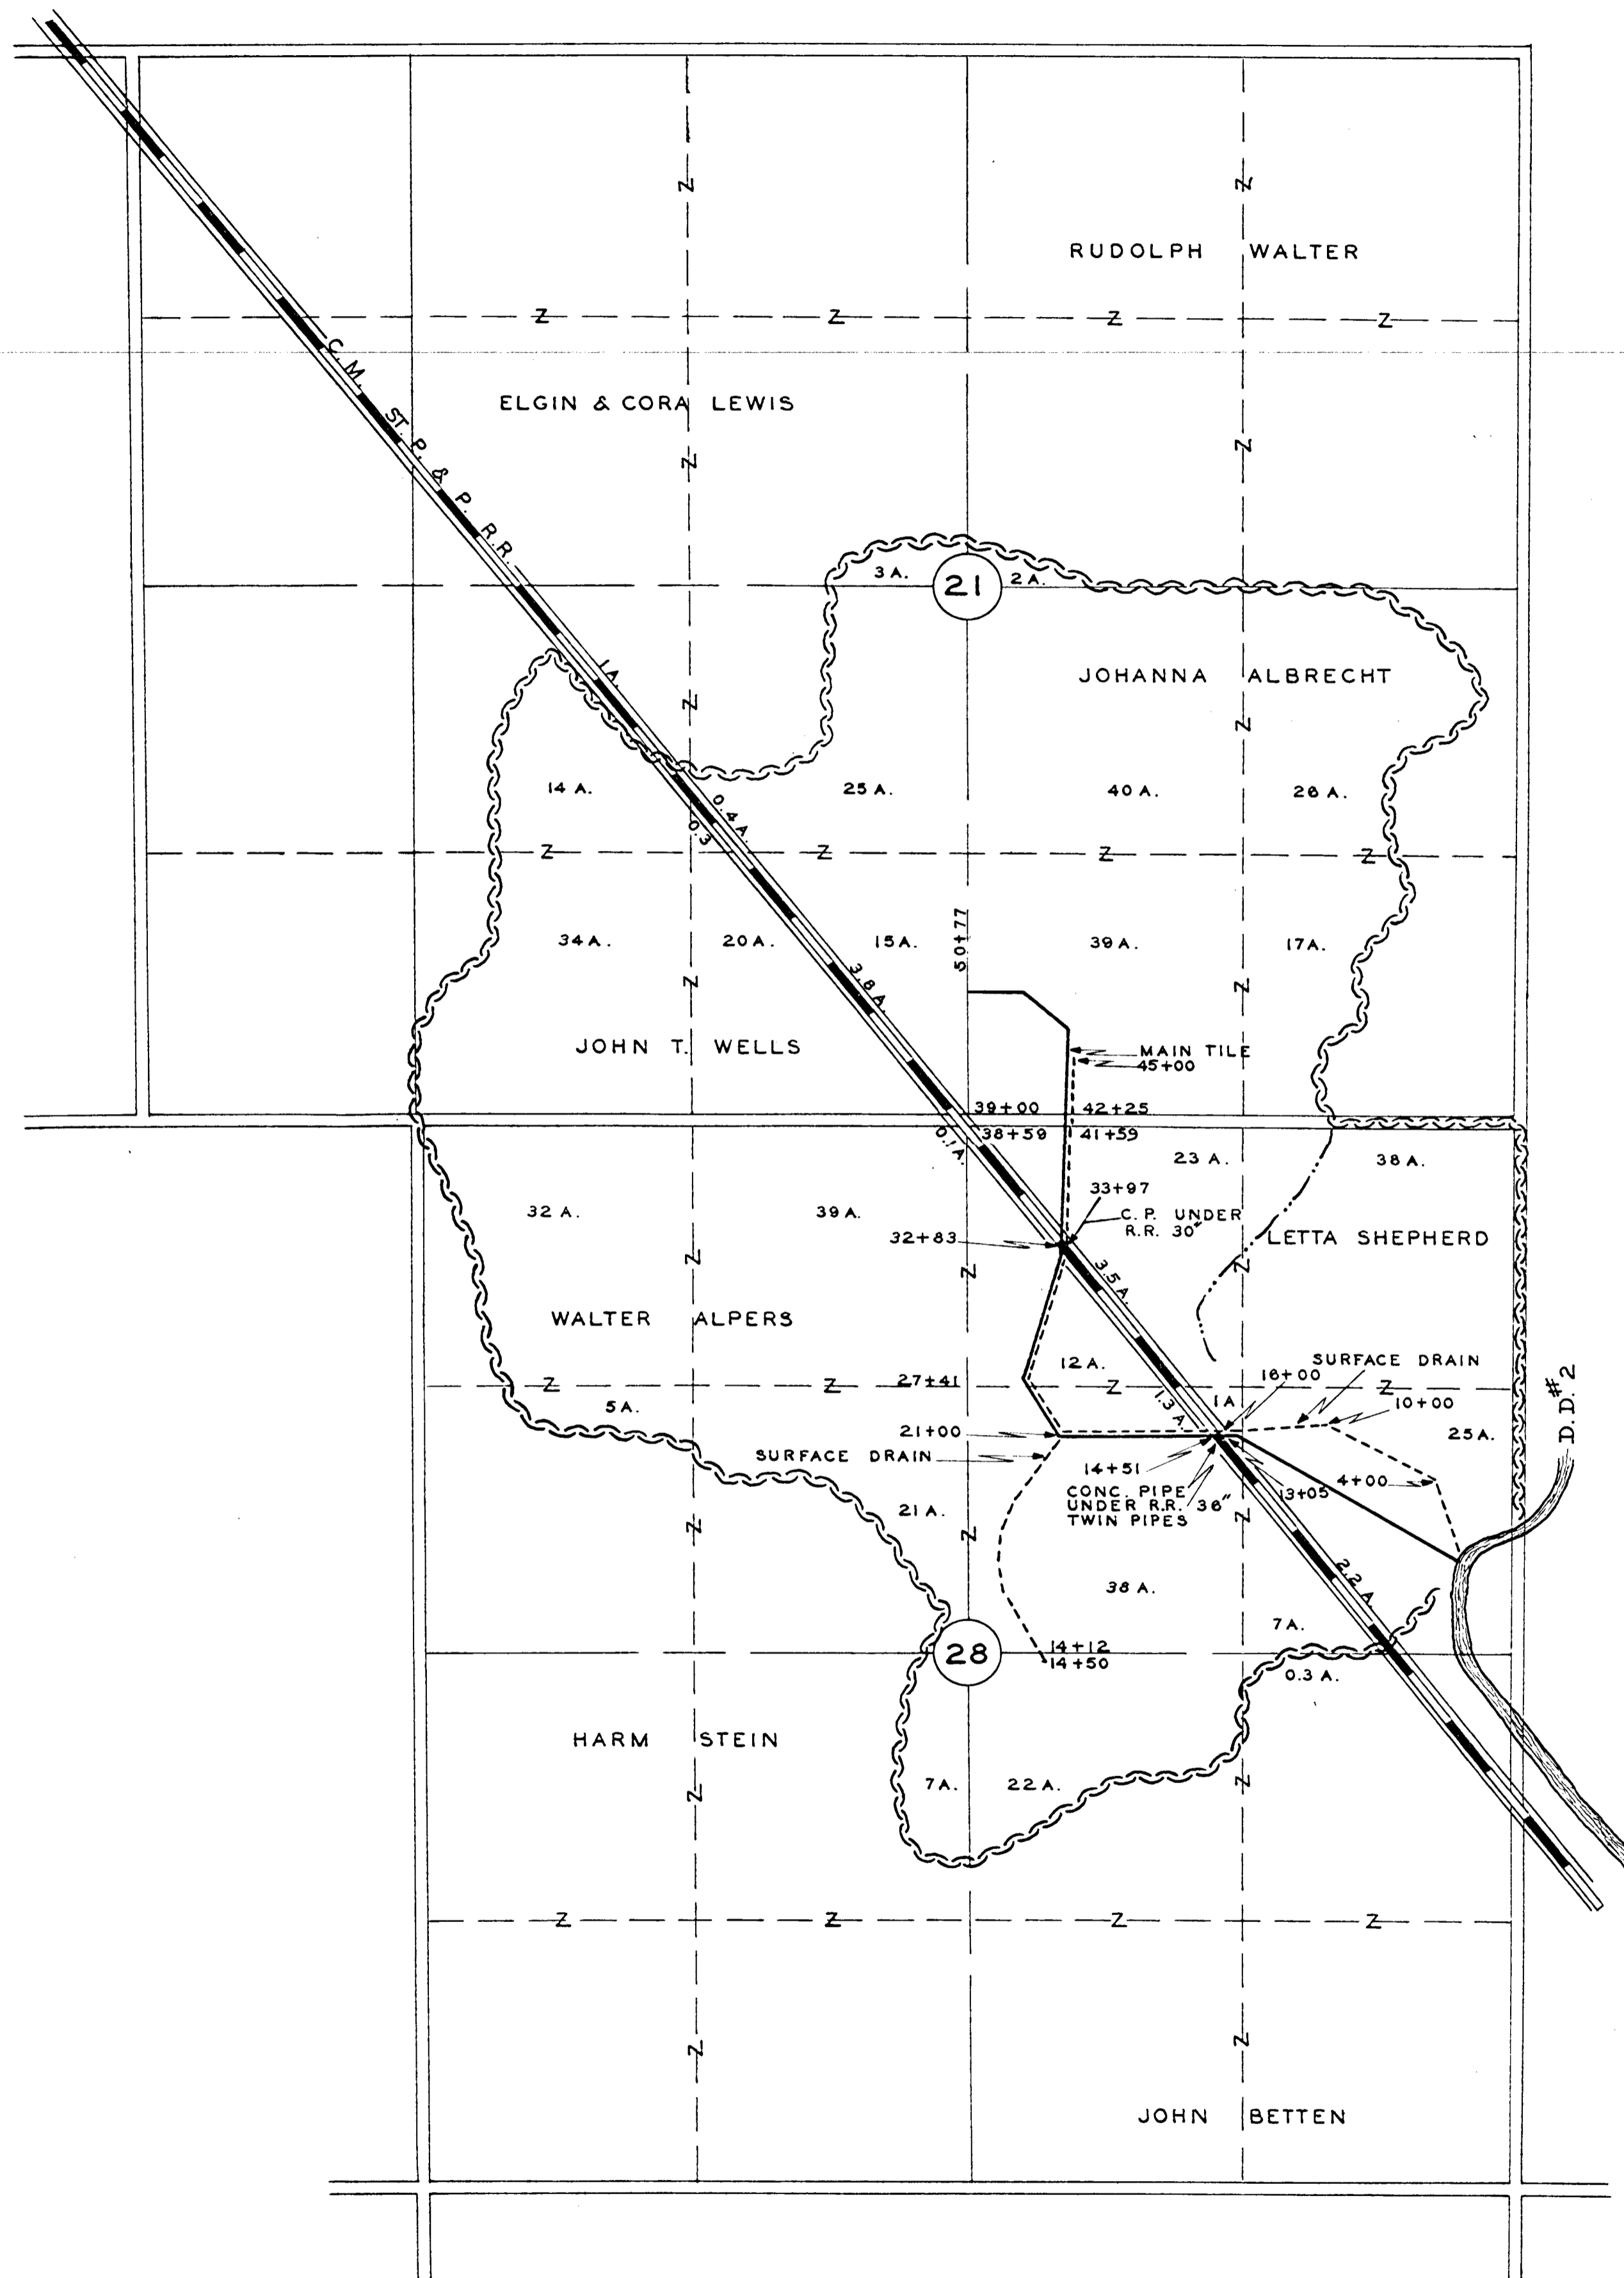 RUDOLPH WALTER
C. M. ST. P. & P. R.R.
ELGIN & CORA LEWIS
3 A.
21
2 A.
1 A.
JOHANNA ALBRECHT
14 A.
25 A.
40 A.
26 A.
0.4 A.
0.3
34 A.
20 A.
15 A.
50+77
39 A.
17 A.
3.8 A.
JOHN T. WELLS
MAIN TILE
45+00
39+00
42+25
38+59
41+59
0.1 A.
23 A.
38 A.
33+97
32 A.
39 A.
C. P. UNDER
R.R. 30"
32+83
LETTA SHEPHERD
3.5 A.
WALTER ALPERS
12 A.
SURFACE DRAIN
16+00
27+41
1.3 A.
1 A
10+00
D.D. #2
5 A.
21+00
25 A.
SURFACE DRAIN
14+51
CONC. PIPE
UNDER R.R. 36"
TWIN PIPES
13+05
4+00
21 A.
38 A.
2.2 A.
7 A.
28
14+12
14+50
0.3 A.
HARM STEIN
7 A.
22 A.
JOHN BETTEN